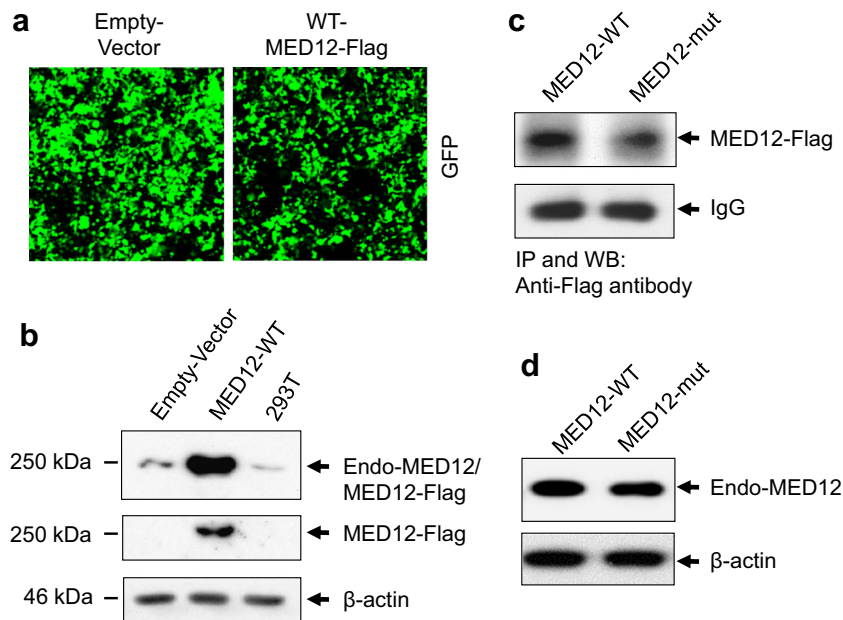 a
Empty-
Vector
WT-
MED12-Flag
GFP
b
Empty-Vector
MED12-WT
293T
250 kDa
Endo-MED12/
MED12-Flag
250 kDa
MED12-Flag
46 kDa
β-actin
c
MED12-WT
MED12-mut
MED12-Flag
IgG
IP and WB:
Anti-Flag antibody
d
MED12-WT
MED12-mut
Endo-MED12
β-actin